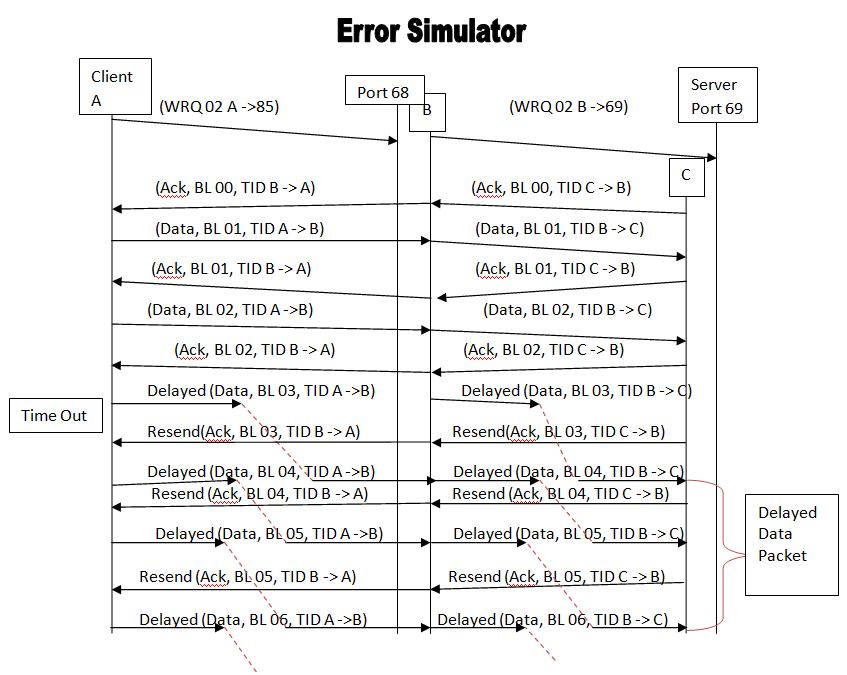 Error Simulator
Client
A
Port 68
B
Server
Port 69
(WRQ 02 A ->85)
(WRQ 02 B ->69)
C
(Ack, BL 00, TID B -> A)
(Ack, BL 00, TID C -> B)
(Data, BL 01, TID A -> B)
(Data, BL 01, TID B -> C)
(Ack, BL 01, TID B -> A)
(Ack, BL 01, TID C -> B)
(Data, BL 02, TID A ->B)
(Data, BL 02, TID B -> C)
(Ack, BL 02, TID B -> A)
(Ack, BL 02, TID C -> B)
Delayed (Data, BL 03, TID A ->B)
Delayed (Data, BL 03, TID B -> C)
Time Out
Resend(Ack, BL 03, TID B -> A)
Resend(Ack, BL 03, TID C -> B)
Delayed (Data, BL 04, TID A ->B)
Delayed (Data, BL 04, TID B -> C)
Resend (Ack, BL 04, TID B -> A)
Resend (Ack, BL 04, TID C -> B)
Delayed (Data, BL 05, TID A ->B)
Delayed (Data, BL 05, TID B -> C)
Delayed
Data
Packet
Resend (Ack, BL 05, TID B -> A)
Resend (Ack, BL 05, TID C -> B)
Delayed (Data, BL 06, TID A ->B)
Delayed (Data, BL 06, TID B -> C)